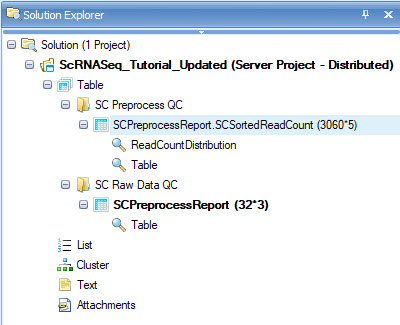 Solution Explorer
Solution (1 Project)
ScRNASeq_Tutorial_Updated (Server Project - Distributed)
Table
SC Preprocess QC
SCPreprocessReport.SCSortedReadCount (3060*5)
ReadCountDistribution
Table
SC Raw Data QC
SCPreprocessReport (32*3)
Table
List
Cluster
Text
Attachments